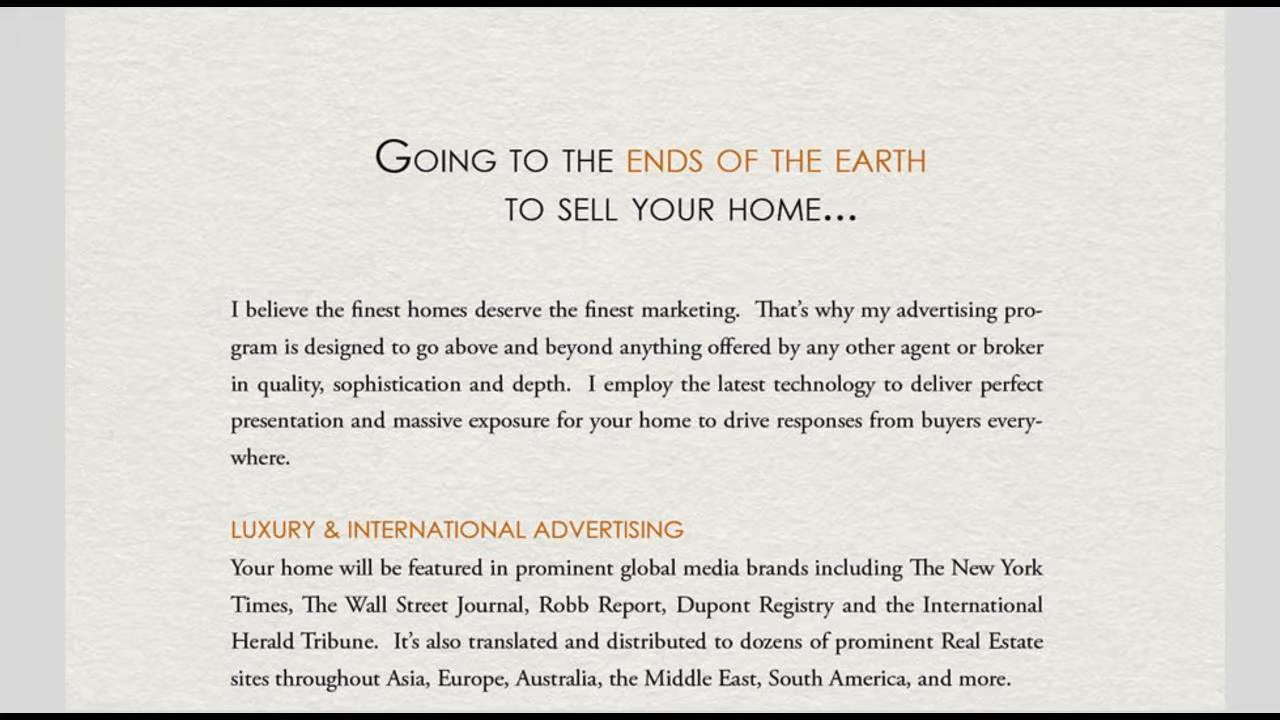 GOING TO THE ENDS OF THE EARTH
TO SELL YOUR HOME...
I believe the finest homes deserve the finest marketing.  That's why my advertising pro-
gram is designed to go above and beyond anything offered by any other agent or broker
in quality, sophistication and depth.  I employ the latest technology to deliver perfect
presentation and massive exposure for your home to drive responses from buyers every-
where.
LUXURY & INTERNATIONAL ADVERTISING
Your home will be featured in prominent global media brands including The New York
Times, The Wall Street Journal, Robb Report, Dupont Registry and the International
Herald Tribune.  It's also translated and distributed to dozens of prominent Real Estate
sites throughout Asia, Europe, Australia, the Middle East, South America, and more.